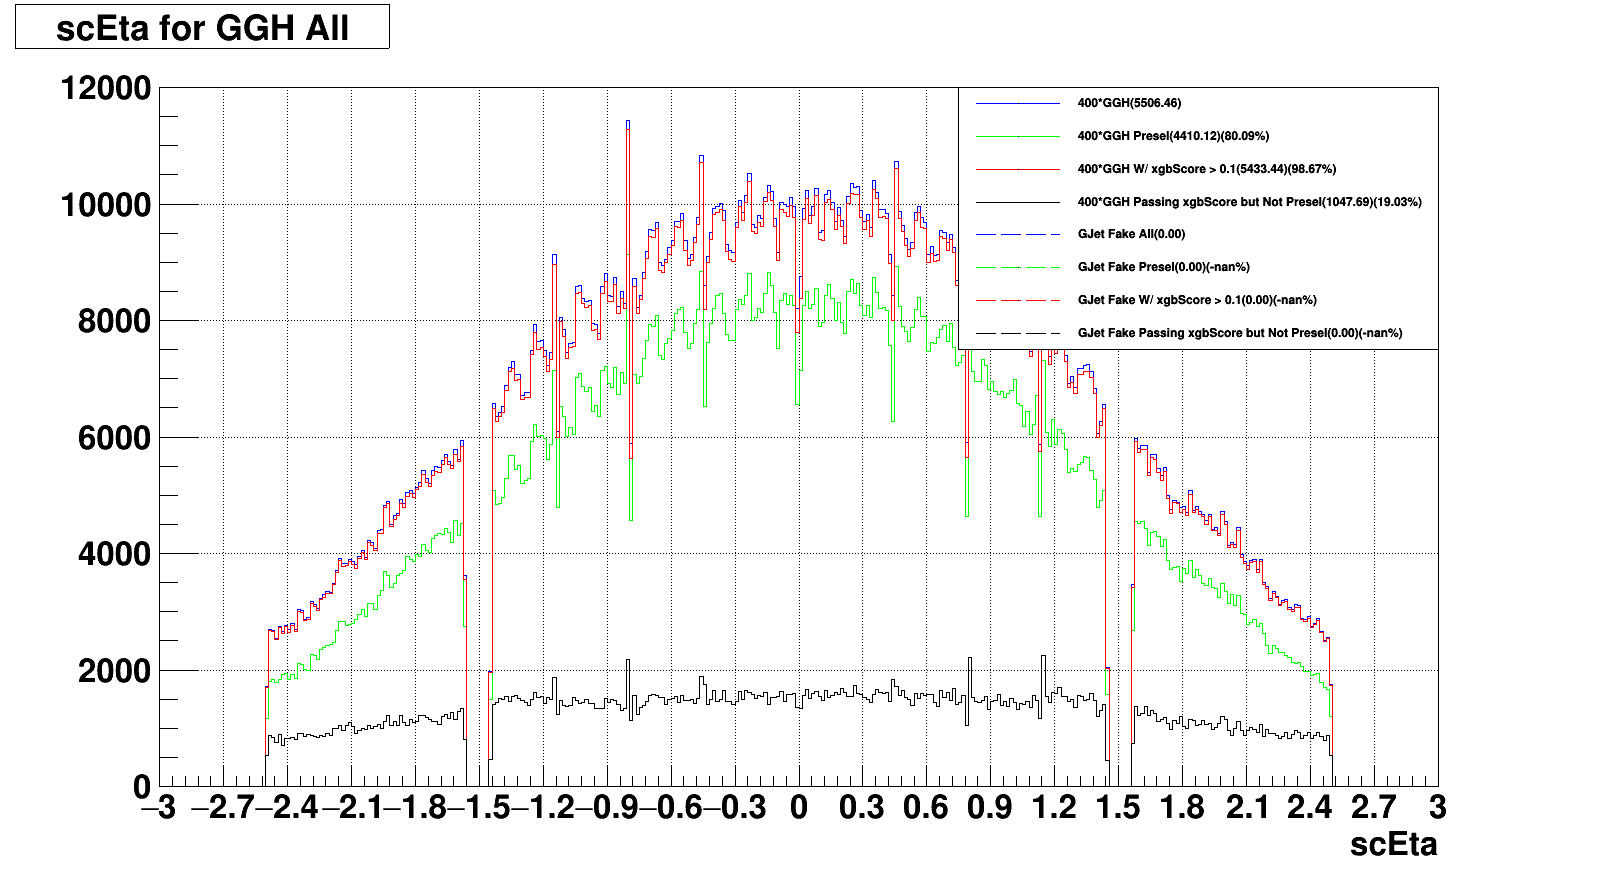 scEta for GGH All
12000
10000
8000
6000
4000
2000
0
400*GGH(5506.46)
400*GGH Presel(4410.12)(80.09%)
400*GGH W/ xgbScore > 0.1(5433.44)(98.67%)
400*GGH Passing xgbScore but Not Presel(1047.69)(19.03%)
GJet Fake All(0.00)
GJet Fake Presel(0.00)(-nan%)
GJet Fake W/ xgbScore > 0.1(0.00)(-nan%)
GJet Fake Passing xgbScore but Not Presel(0.00)(-nan%)
−3 −2.7 −2.4 −2.1 −1.8 −1.5 −1.2 −0.9 −0.6 −0.3 0 0.3 0.6 0.9 1.2 1.5 1.8 2.1 2.4 2.7 3
scEta